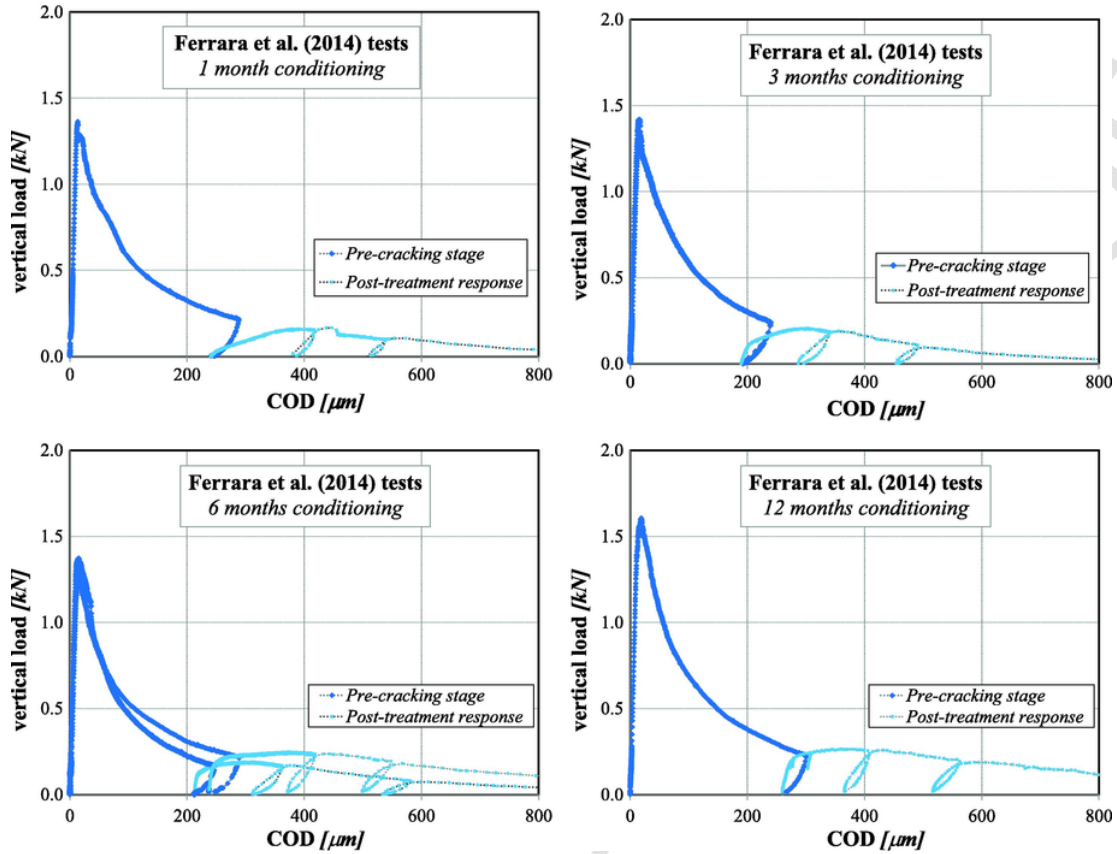 2.0
Ferrara et al. (2014) tests
1 month conditioning
1.5
1.0
0.5
0.0
vertical load [kN]
Pre-cracking stage
Post-treatment response
0
200
400
600
800
COD [μm]
2.0
Ferrara et al. (2014) tests
3 months conditioning
1.5
1.0
0.5
0.0
vertical load [kN]
Pre-cracking stage
Post-treatment response
0
200
400
600
800
COD [μm]
2.0
Ferrara et al. (2014) tests
6 months conditioning
1.5
1.0
0.5
0.0
vertical load [kN]
Pre-cracking stage
Post-treatment response
0
200
400
600
800
COD [μm]
2.0
Ferrara et al. (2014) tests
12 months conditioning
1.5
1.0
0.5
0.0
vertical load [kN]
Pre-cracking stage
Post-treatment response
0
200
400
600
800
COD [μm]